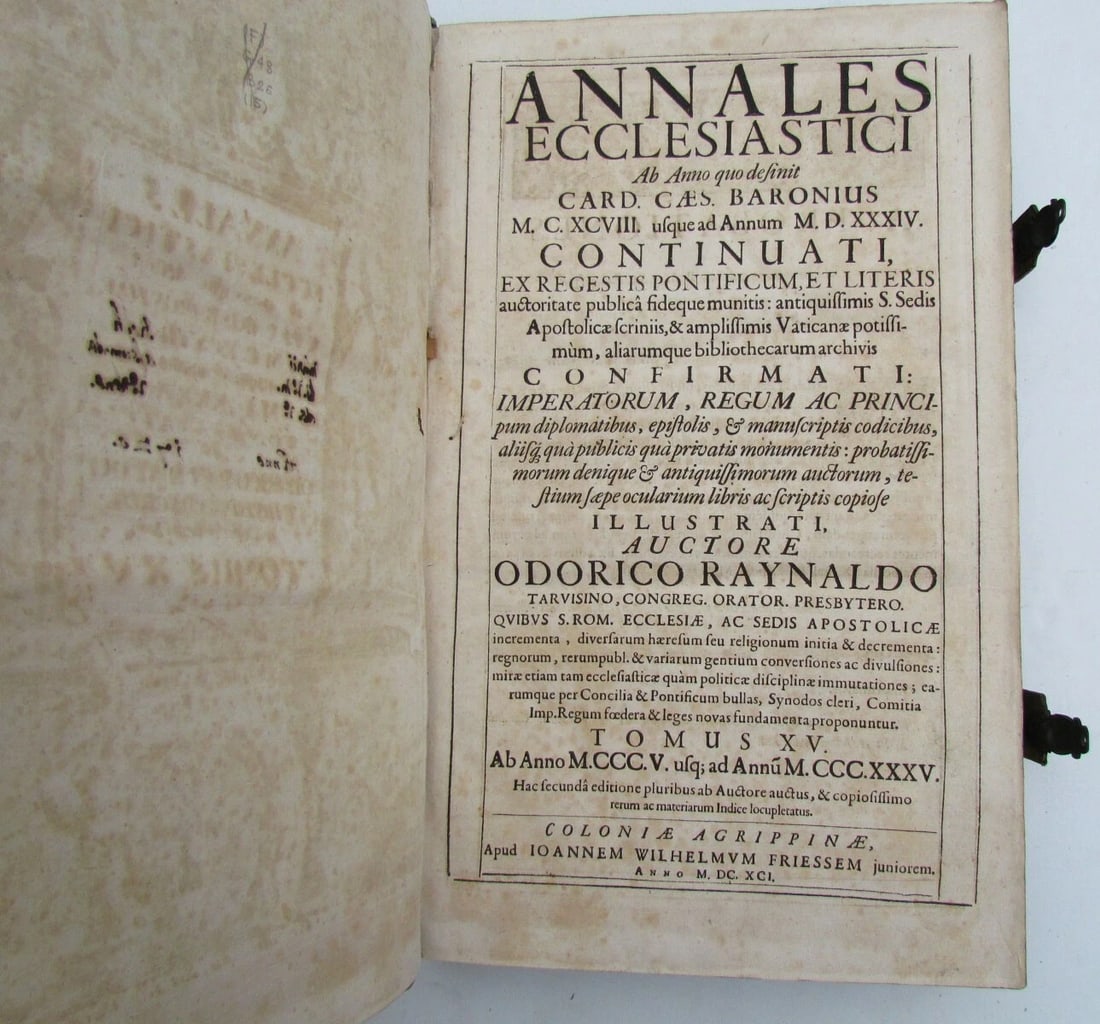 ANNALES
ECCLESIASTICI
Ab Anno quo deſinit
CARD. CÆS. BARONIUS
M. C. XCVIII. uſque ad Annum M. D. XXXIV.
CONTINUATI,
EX REGESTIS PONTIFICUM, ET LITERIS
auctoritate publicâ fideque munitis: antiquiſſimis S. Sedis
Apoſtolicæ ſcriniis, & ampliſſimis Vaticanæ potiſſi-
mùm, aliarumque bibliothecarum archivis
CONFIRMATI:
IMPERATORUM, REGUM AC PRINCI-
pum diplomatibus, epiſtolis, & manuſcriptis codicibus,
aliiſq; quà publicis quà privatis monumentis: probatiſſi-
morum denique & antiquiſſimorum auctorum, te-
ſtium ſæpe ocularium libris ac ſcriptis copioſe
ILLUSTRATI,
AUCTORE
ODORICO RAYNALDO
TARVISINO, CONGREG. ORATOR. PRESBYTERO.
QVIBVS S. ROM. ECCLESIÆ, AC SEDIS APOSTOLICÆ
incrementa, diverſarum hæreſum ſeu religionum initia & decrementa:
regnorum, rerumpubl. & variarum gentium converſiones ac divulſiones:
miræ etiam tam eccleſiaſticæ quàm politicæ diſciplinæ immutationes; ea-
rumque per Concilia & Pontificum bullas, Synodos cleri, Comitia
Imp. Regum fœdera & leges novas fundamenta proponuntur.
TOMUS XV.
Ab Anno M.CCC.V. uſq; ad Annū M.CCC.XXXV.
Hac ſecundâ editione pluribus ab Auctore auctus, & copioſiſſimo
rerum ac materiarum Indice locupletatus.
COLONIÆ AGRIPPINÆ,
Apud IOANNEM WILHELMVM FRIESSEM juniorem.
ANNO M. DC. XCI.